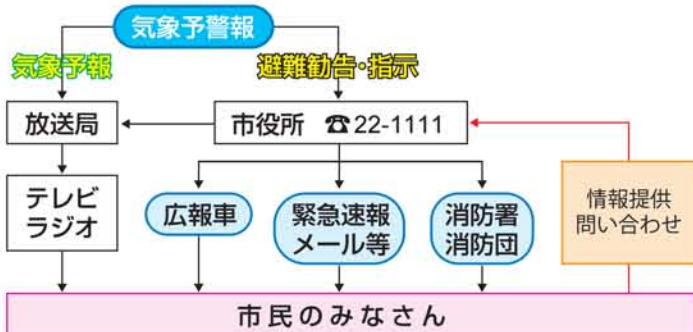 気象予警報
気象予報
避難勧告・指示
放送局
市役所 ☎22-1111
テレビ
ラジオ
広報車
緊急速報
メール等
消防署
消防団
情報提供
問い合わせ
市民のみなさん